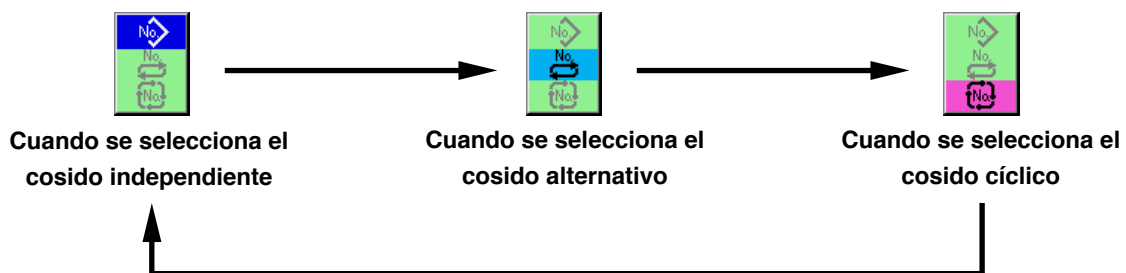 No.
No.
No.
No.
No.
No.
No.
No.
No.
Cuando se selecciona el
cosido independiente
Cuando se selecciona el
cosido alternativo
Cuando se selecciona el
cosido cíclico